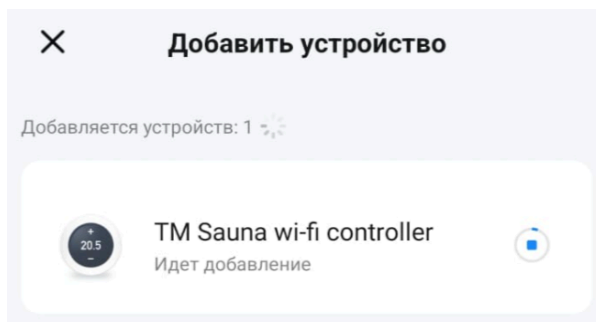 Добавить устройство
Добавляется устройств: 1
TM Sauna wi-fi controller
+
20.5
−
Идет добавление